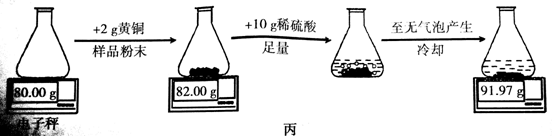 +2 g黄铜
样品粉末
+10 g稀硫酸
足量
至无气泡产生
冷却
80.00 g
82.00 g
91.97 g
电子秤
丙